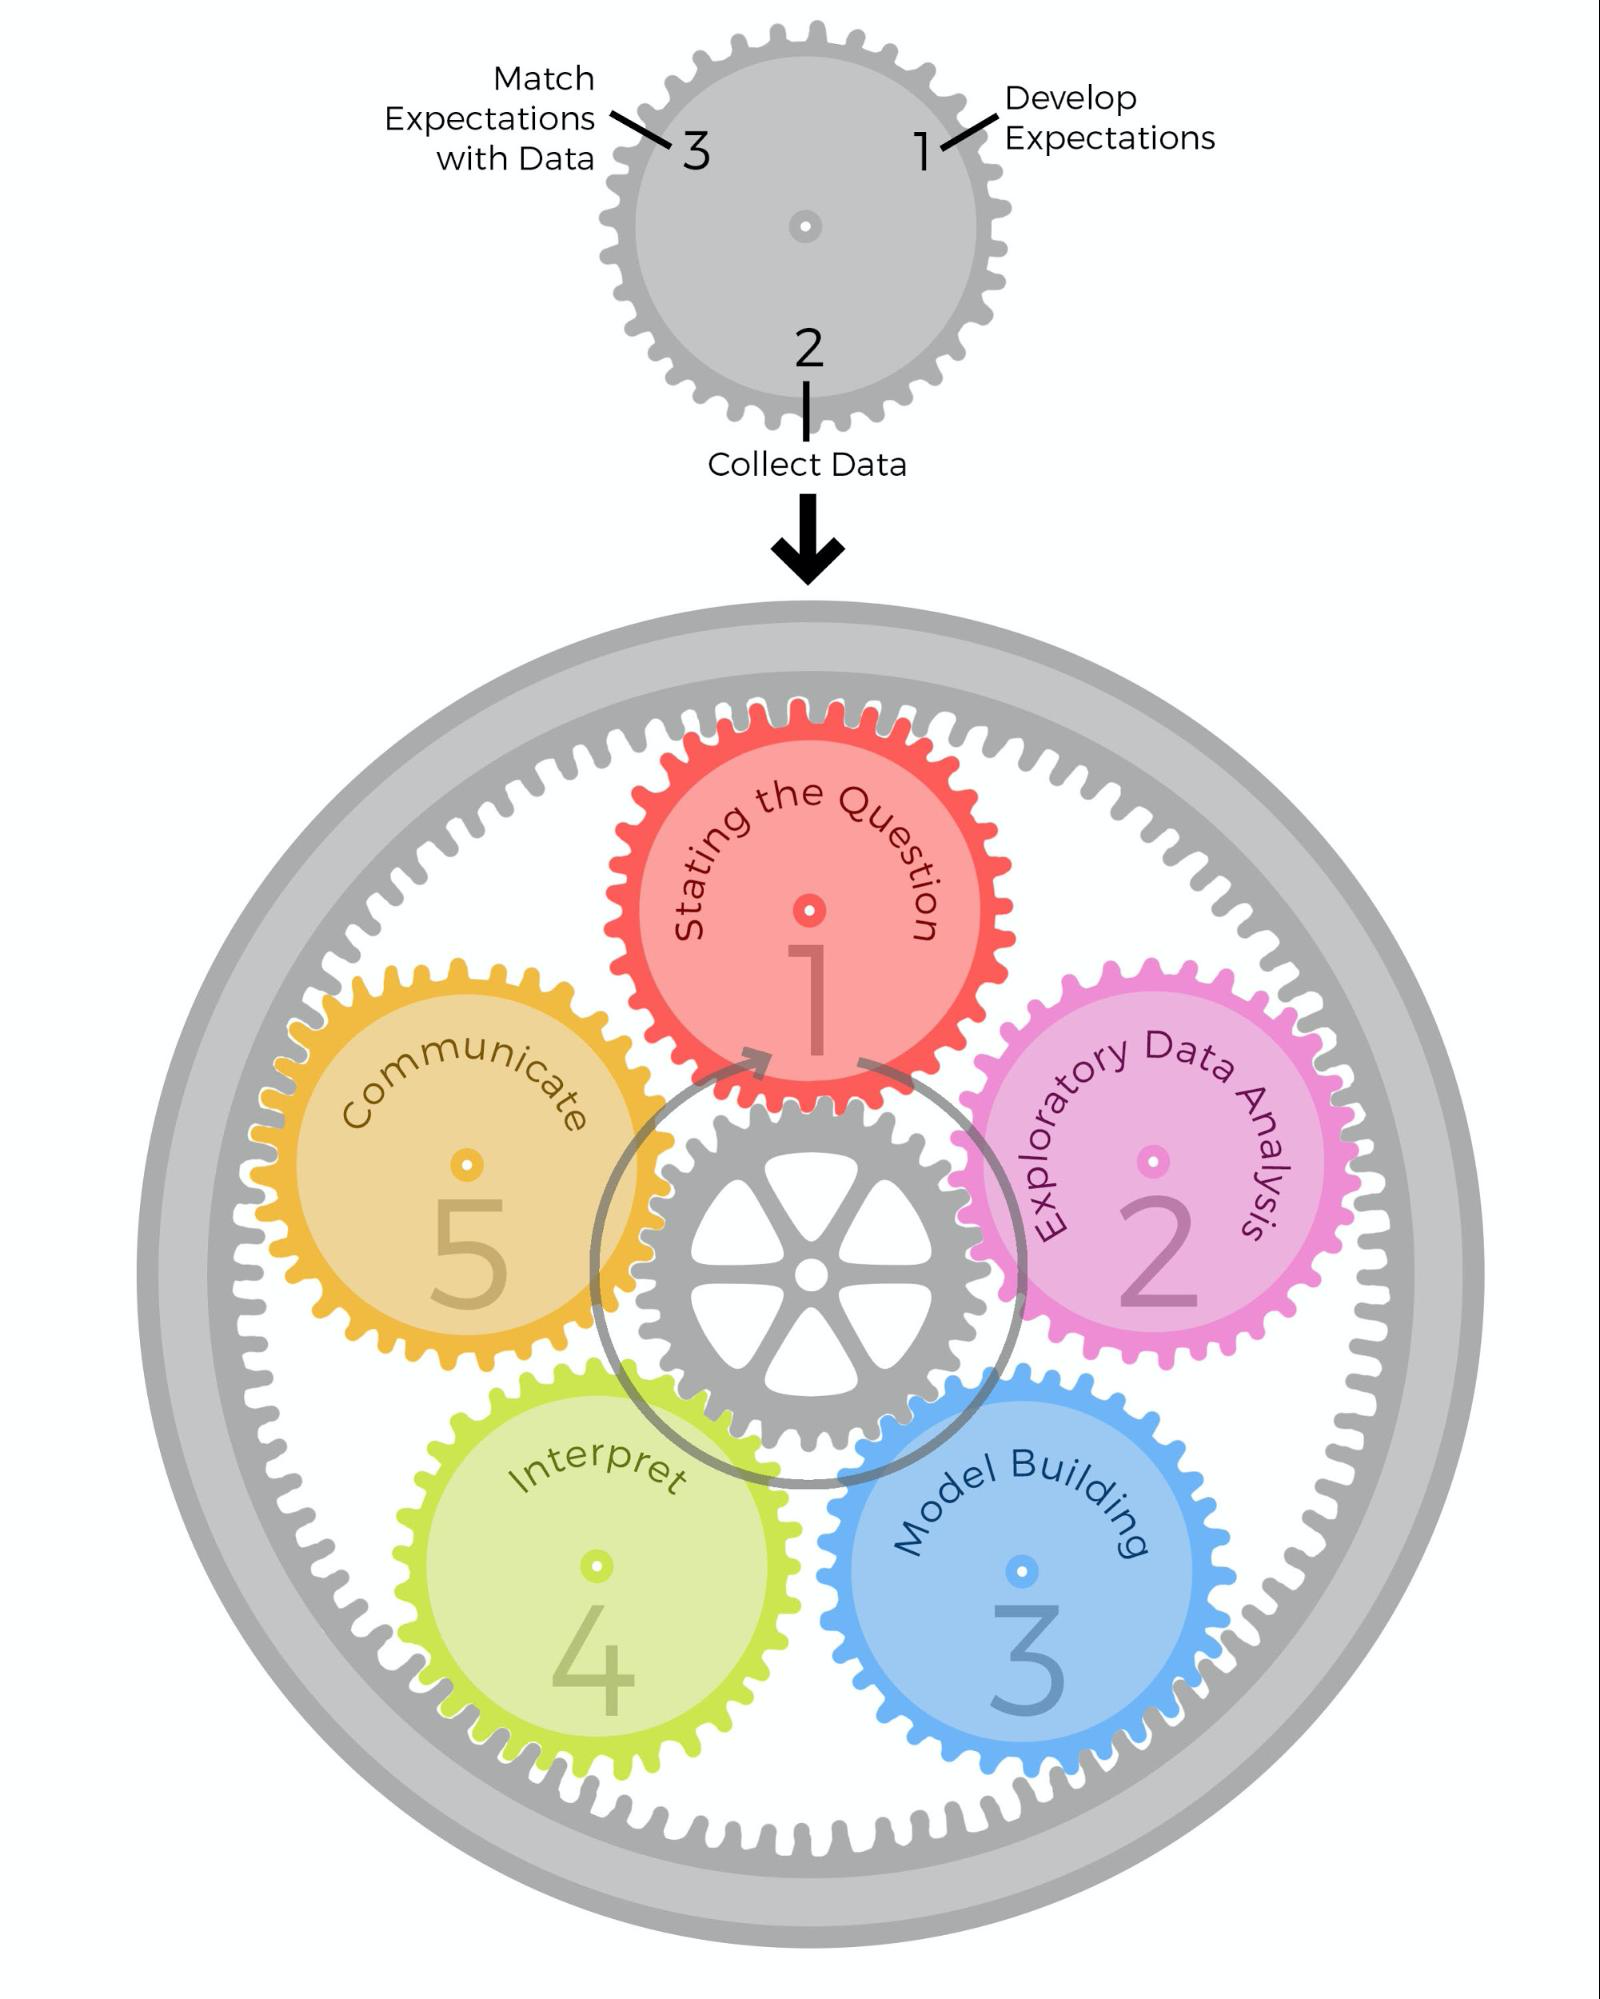 Match
Expectations
with Data
3
1
Develop
Expectations
2
Collect Data
Stating the Question
1
Communicate
5
Exploratory Data Analysis
2
Interpret
4
Model Building
3